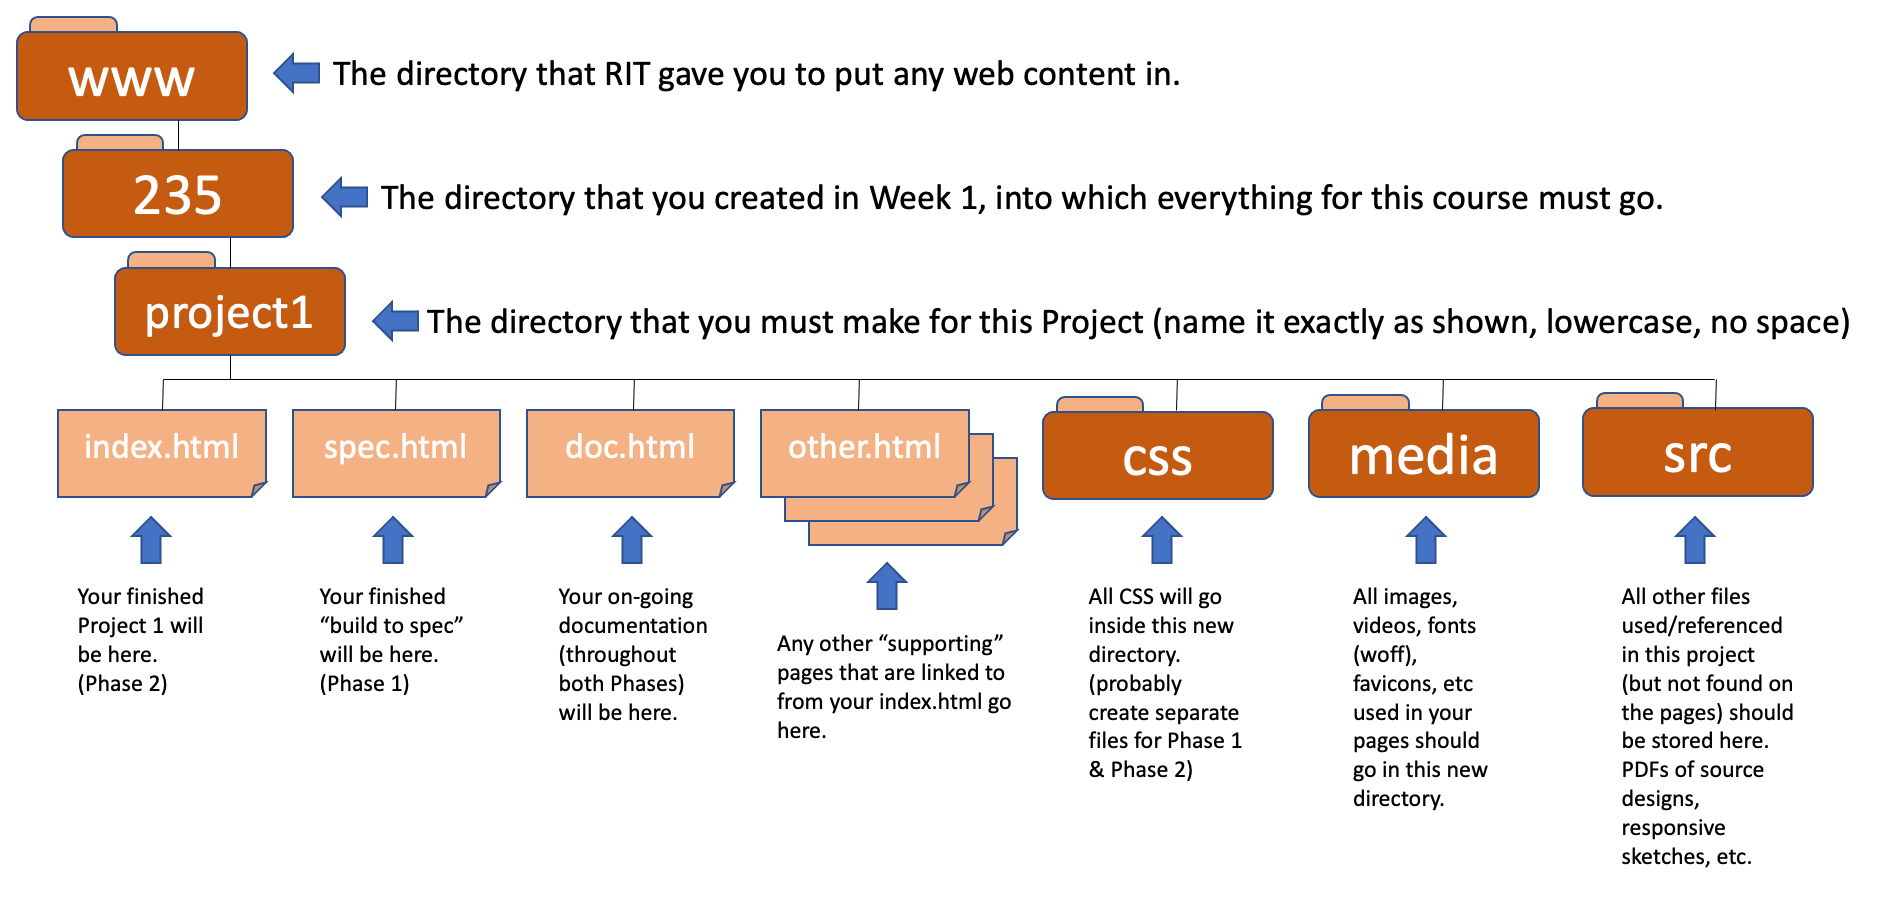 www
The directory that RIT gave you to put any web content in.
235
The directory that you created in Week 1, into which everything for this course must go.
project1
The directory that you must make for this Project (name it exactly as shown, lowercase, no space)
index.html
spec.html
doc.html
other.html
css
media
src
Your finished
Project 1 will
be here.
(Phase 2)
Your finished
“build to spec”
will be here.
(Phase 1)
Your on-going
documentation
(throughout
both Phases)
will be here.
Any other “supporting”
pages that are linked to
from your index.html go
here.
All CSS will go
inside this new
directory.
(probably
create separate
files for Phase 1
& Phase 2)
All images,
videos, fonts
(woff),
favicons, etc
used in your
pages should
go in this new
directory.
All other files
used/referenced
in this project
(but not found on
the pages) should
be stored here.
PDFs of source
designs,
responsive
sketches, etc.